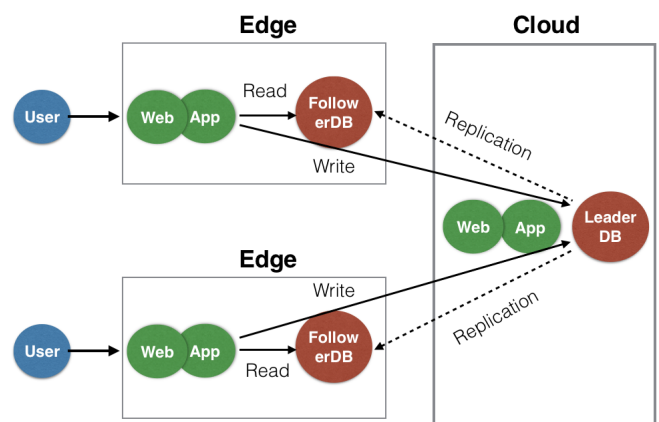 Edge
Cloud
User
Web
App
Read
Follow
erDB
Write
Replication
Web
App
Leader
DB
Edge
User
Web
App
Write
Read
Follow
erDB
Replication